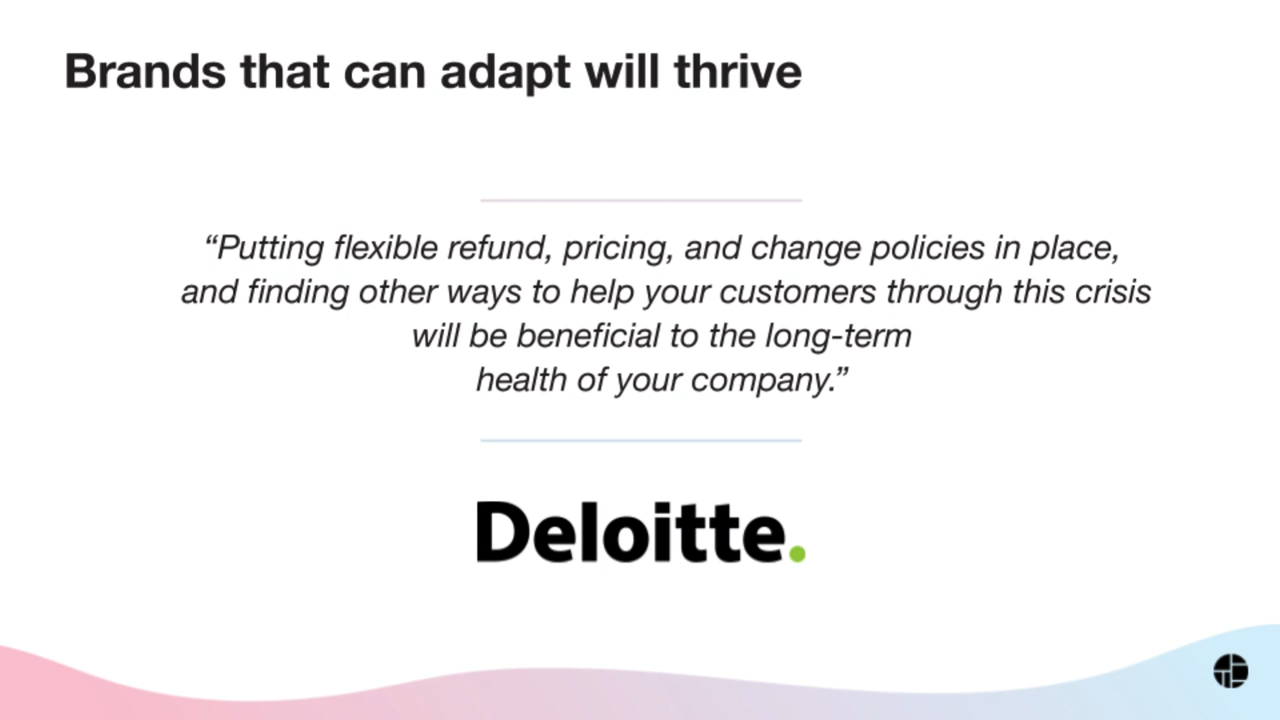 Brands that can adapt will thrive
“Putting flexible refund, pricing, and change policies in place,
and finding other ways to help your customers through this crisis
will be beneficial to the long-term
health of your company.”
Deloitte.